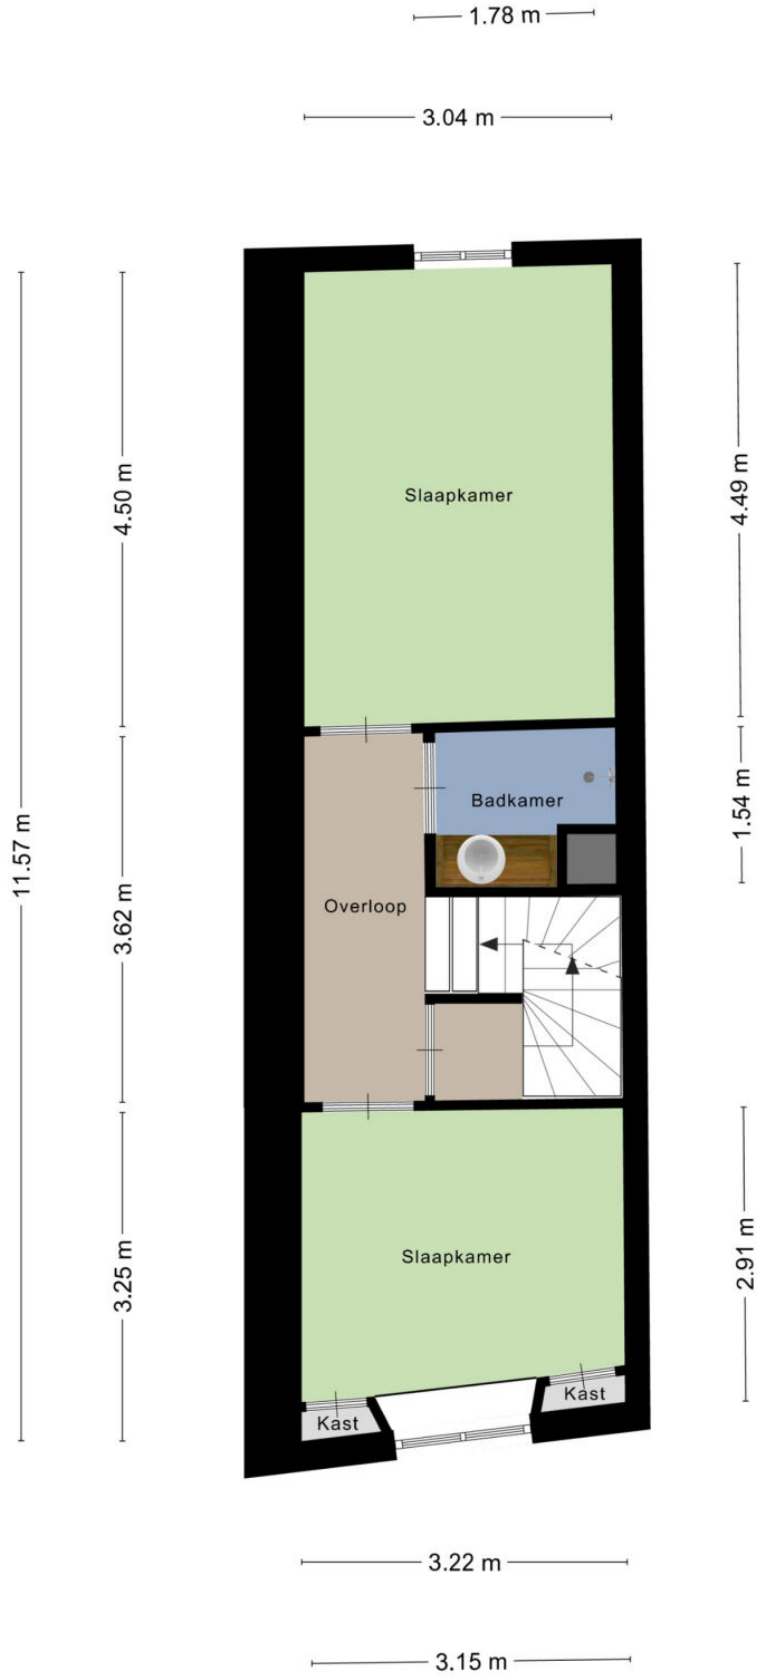 1.78 m
3.04 m
4.50 m
4.49 m
Slaapkamer
1.54 m
Badkamer
11.57 m
3.62 m
Overloop
3.25 m
2.91 m
Slaapkamer
Kast
Kast
3.22 m
3.15 m